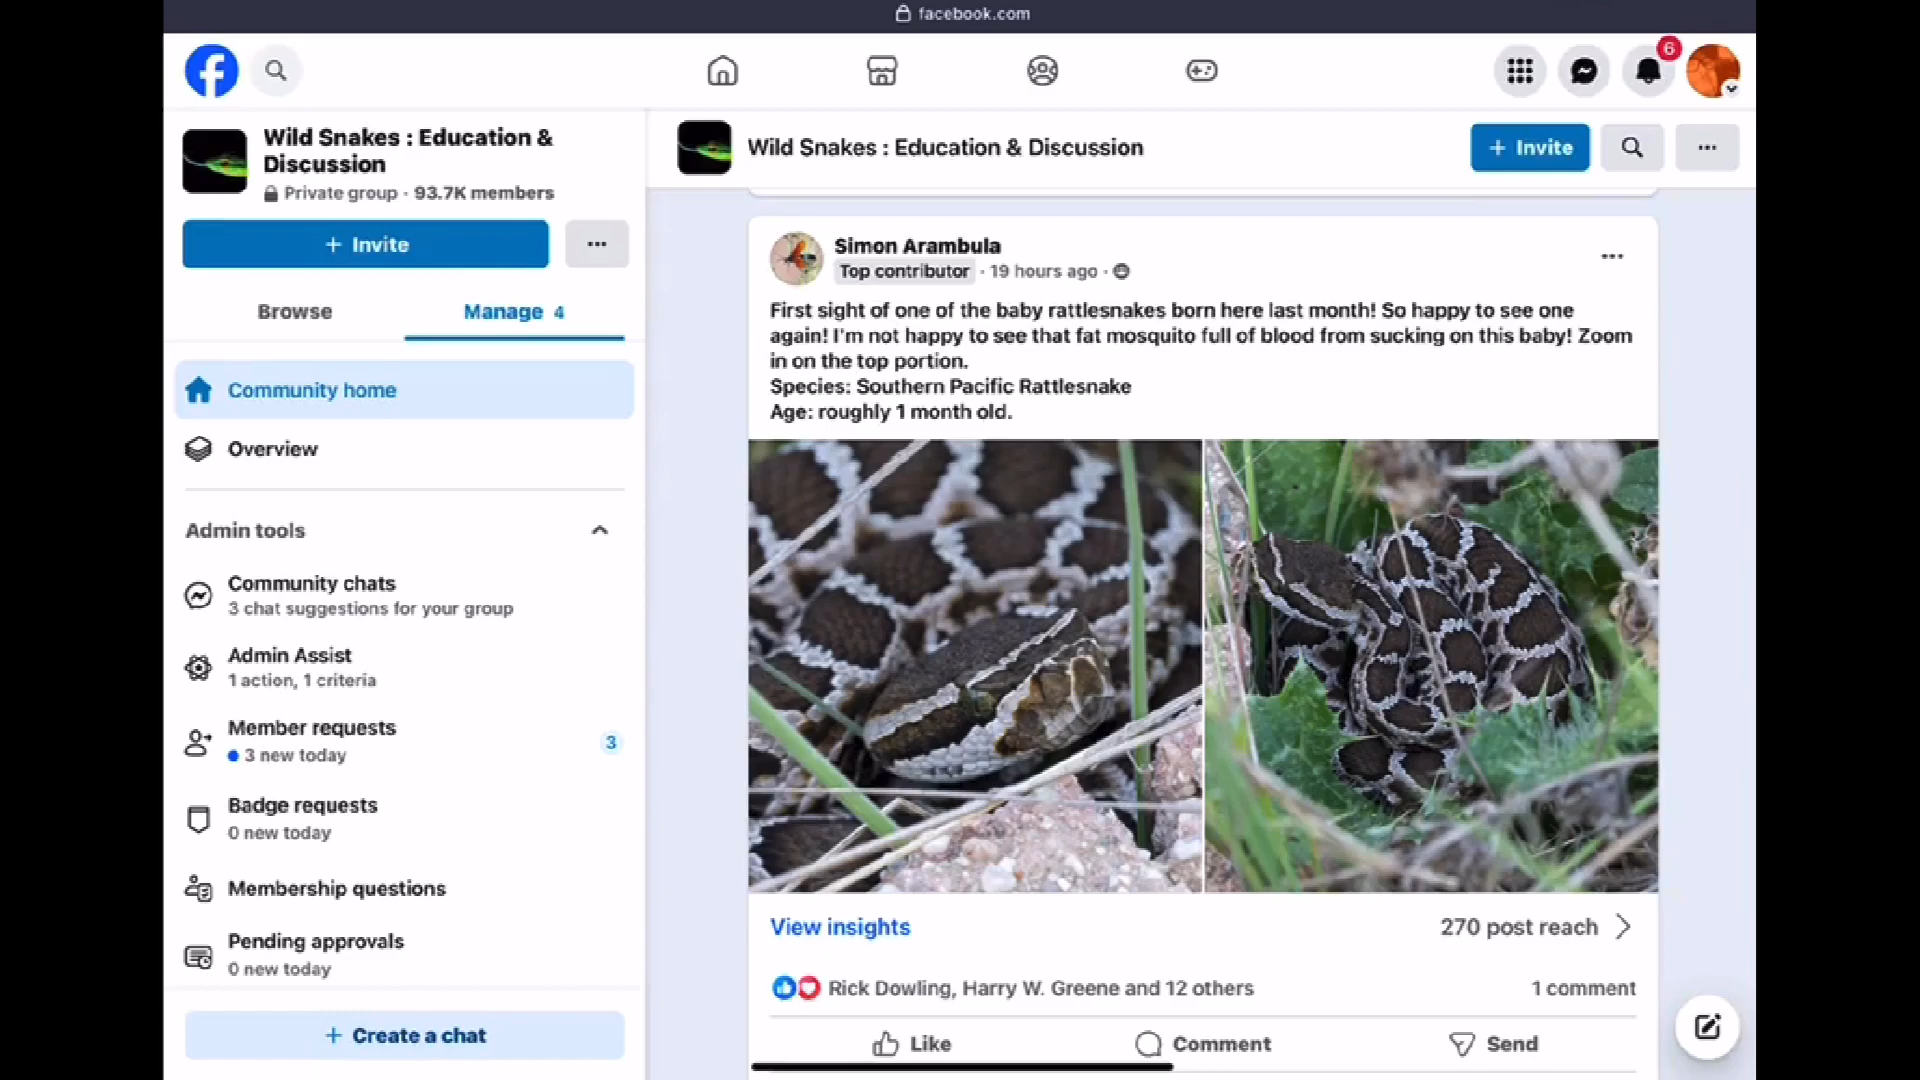 facebook.com
6
Wild Snakes : Education &
Discussion
Private group · 93.7K members
+ Invite
Browse
Manage 4
Community home
Overview
Admin tools
Community chats
3 chat suggestions for your group
Admin Assist
1 action, 1 criteria
Member requests
3 new today
3
Badge requests
0 new today
Membership questions
Pending approvals
0 new today
+ Create a chat
Wild Snakes : Education & Discussion
+ Invite
Simon Arambula
Top contributor · 19 hours ago ·
First sight of one of the baby rattlesnakes born here last month! So happy to see one
again! I'm not happy to see that fat mosquito full of blood from sucking on this baby! Zoom
in on the top portion.
Species: Southern Pacific Rattlesnake
Age: roughly 1 month old.
View insights
270 post reach
Rick Dowling, Harry W. Greene and 12 others
1 comment
Like
Comment
Send